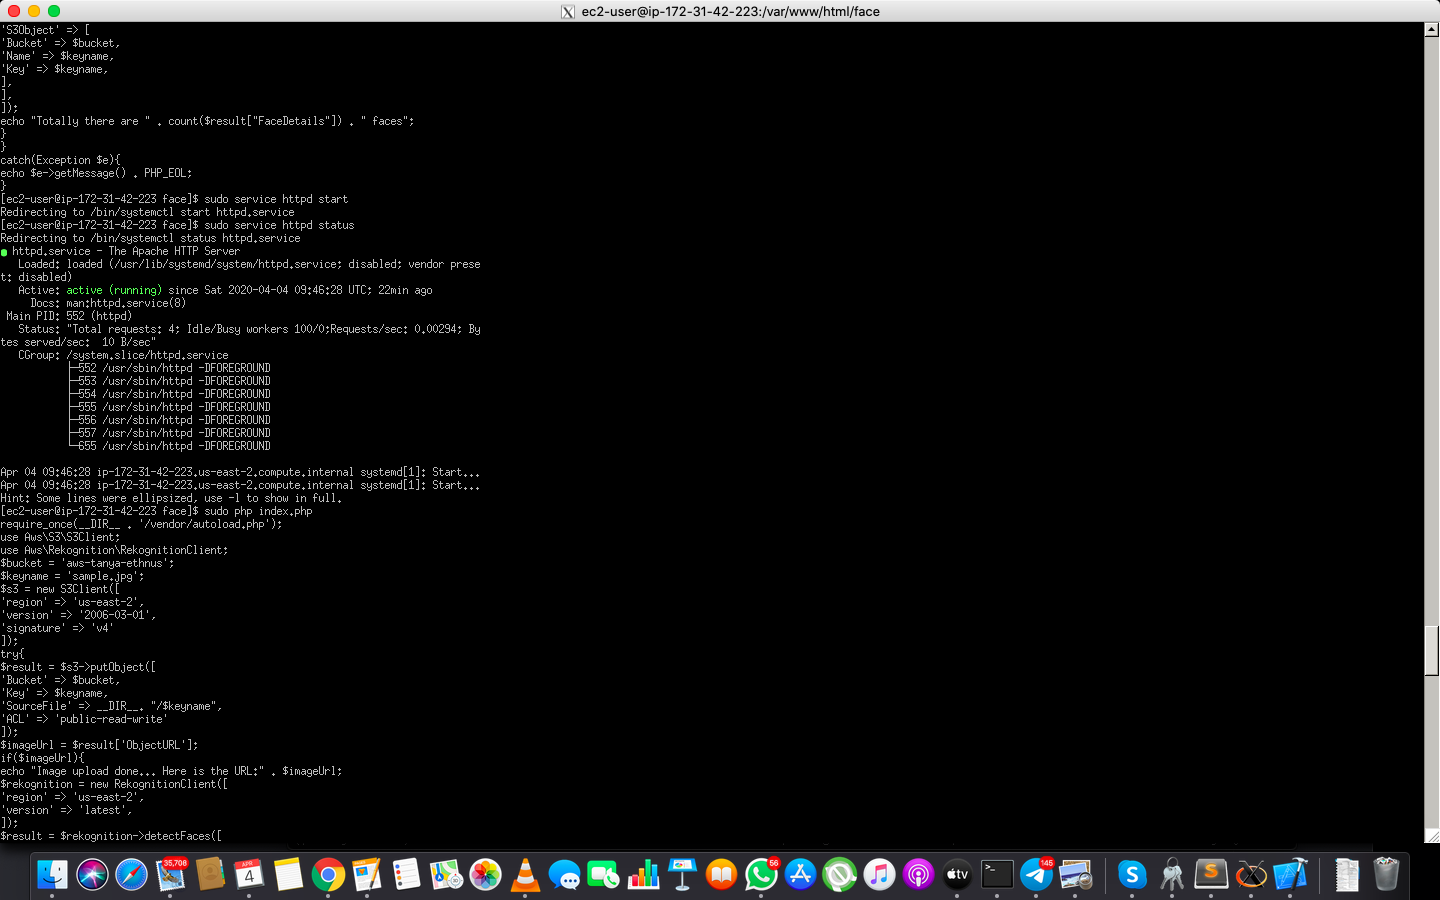 ec2-user@ip-172-31-42-223:/var/www/html/face
'S3Object' => [
'Bucket' => $bucket,
'Name' => $keyname,
'Key' => $keyname,
],
],
]);
echo "Totally there are " . count($result["FaceDetails"]) . " faces";
}
}
catch(Exception $e){
echo $e->getMessage() . PHP_EOL;
}
[ec2-user@ip-172-31-42-223 face]$ sudo service httpd start
Redirecting to /bin/systemctl start httpd.service
[ec2-user@ip-172-31-42-223 face]$ sudo service httpd status
Redirecting to /bin/systemctl status httpd.service
● httpd.service - The Apache HTTP Server
   Loaded: loaded (/usr/lib/systemd/system/httpd.service; disabled; vendor prese
t: disabled)
   Active: active (running) since Sat 2020-04-04 09:46:28 UTC; 22min ago
     Docs: man:httpd.service(8)
 Main PID: 552 (httpd)
   Status: "Total requests: 4; Idle/Busy workers 100/0;Requests/sec: 0.00294; By
tes served/sec:  10 B/sec"
   CGroup: /system.slice/httpd.service
           ├─552 /usr/sbin/httpd -DFOREGROUND
           ├─553 /usr/sbin/httpd -DFOREGROUND
           ├─554 /usr/sbin/httpd -DFOREGROUND
           ├─555 /usr/sbin/httpd -DFOREGROUND
           ├─556 /usr/sbin/httpd -DFOREGROUND
           ├─557 /usr/sbin/httpd -DFOREGROUND
           └─655 /usr/sbin/httpd -DFOREGROUND
Apr 04 09:46:28 ip-172-31-42-223.us-east-2.compute.internal systemd[1]: Start...
Apr 04 09:46:28 ip-172-31-42-223.us-east-2.compute.internal systemd[1]: Start...
Hint: Some lines were ellipsized, use -l to show in full.
[ec2-user@ip-172-31-42-223 face]$ sudo php index.php
require_once(__DIR__ . '/vendor/autoload.php');
use Aws\S3\S3Client;
use Aws\Rekognition\RekognitionClient;
$bucket = 'aws-tanya-ethnus';
$keyname = 'sample.jpg';
$s3 = new S3Client([
'region' => 'us-east-2',
'version' => '2006-03-01',
'signature' => 'v4'
]);
try{
$result = $s3->putObject([
'Bucket' => $bucket,
'Key' => $keyname,
'SourceFile' => __DIR__. "/$keyname",
'ACL' => 'public-read-write'
]);
$imageUrl = $result['ObjectURL'];
if($imageUrl){
echo "Image upload done... Here is the URL:" . $imageUrl;
$rekognition = new RekognitionClient([
'region' => 'us-east-2',
'version' => 'latest',
]);
$result = $rekognition->detectFaces([
35,708
APR
4
56
tv
145